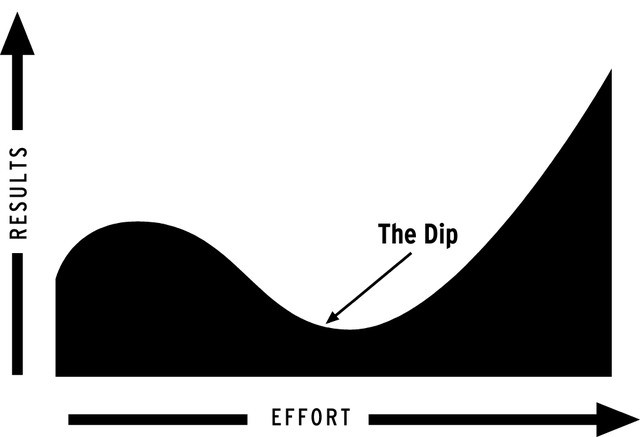 RESULTS
The Dip
EFFORT